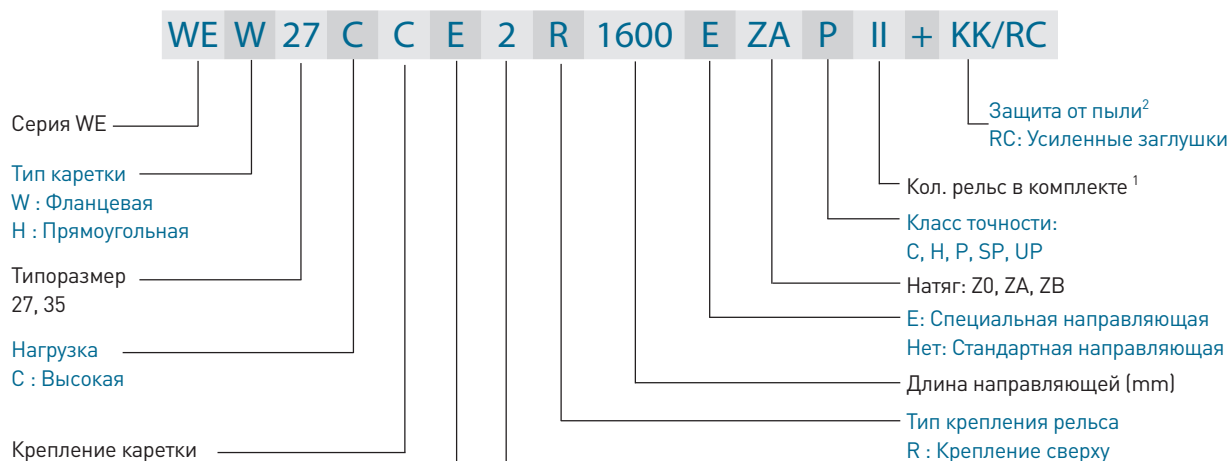 WE W 27 C C E 2 R 1600 E ZA P II + KK/RC
Серия WE
Тип каретки
W : Фланцевая
H : Прямоугольная
Типоразмер
27, 35
Нагрузка
C : Высокая
Крепление каретки
Защита от пыли²
RC: Усиленные заглушки
Кол. рельс в комплекте ¹
Класс точности:
C, H, P, SP, UP
Натяг: Z0, ZA, ZB
E: Специальная направляющая
Нет: Стандартная направляющая
Длина направляющей (mm)
Тип крепления рельса
R : Крепление сверху